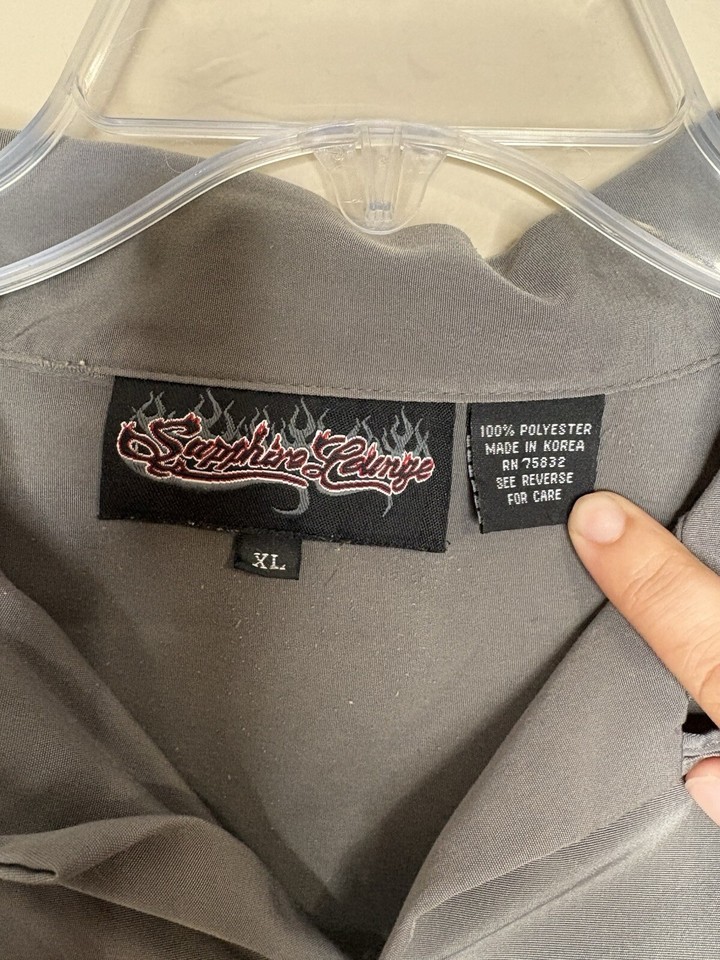 Sapphire Lounge
XL
100% POLYESTER
MADE IN KOREA
RN 75832
SEE REVERSE
FOR CARE